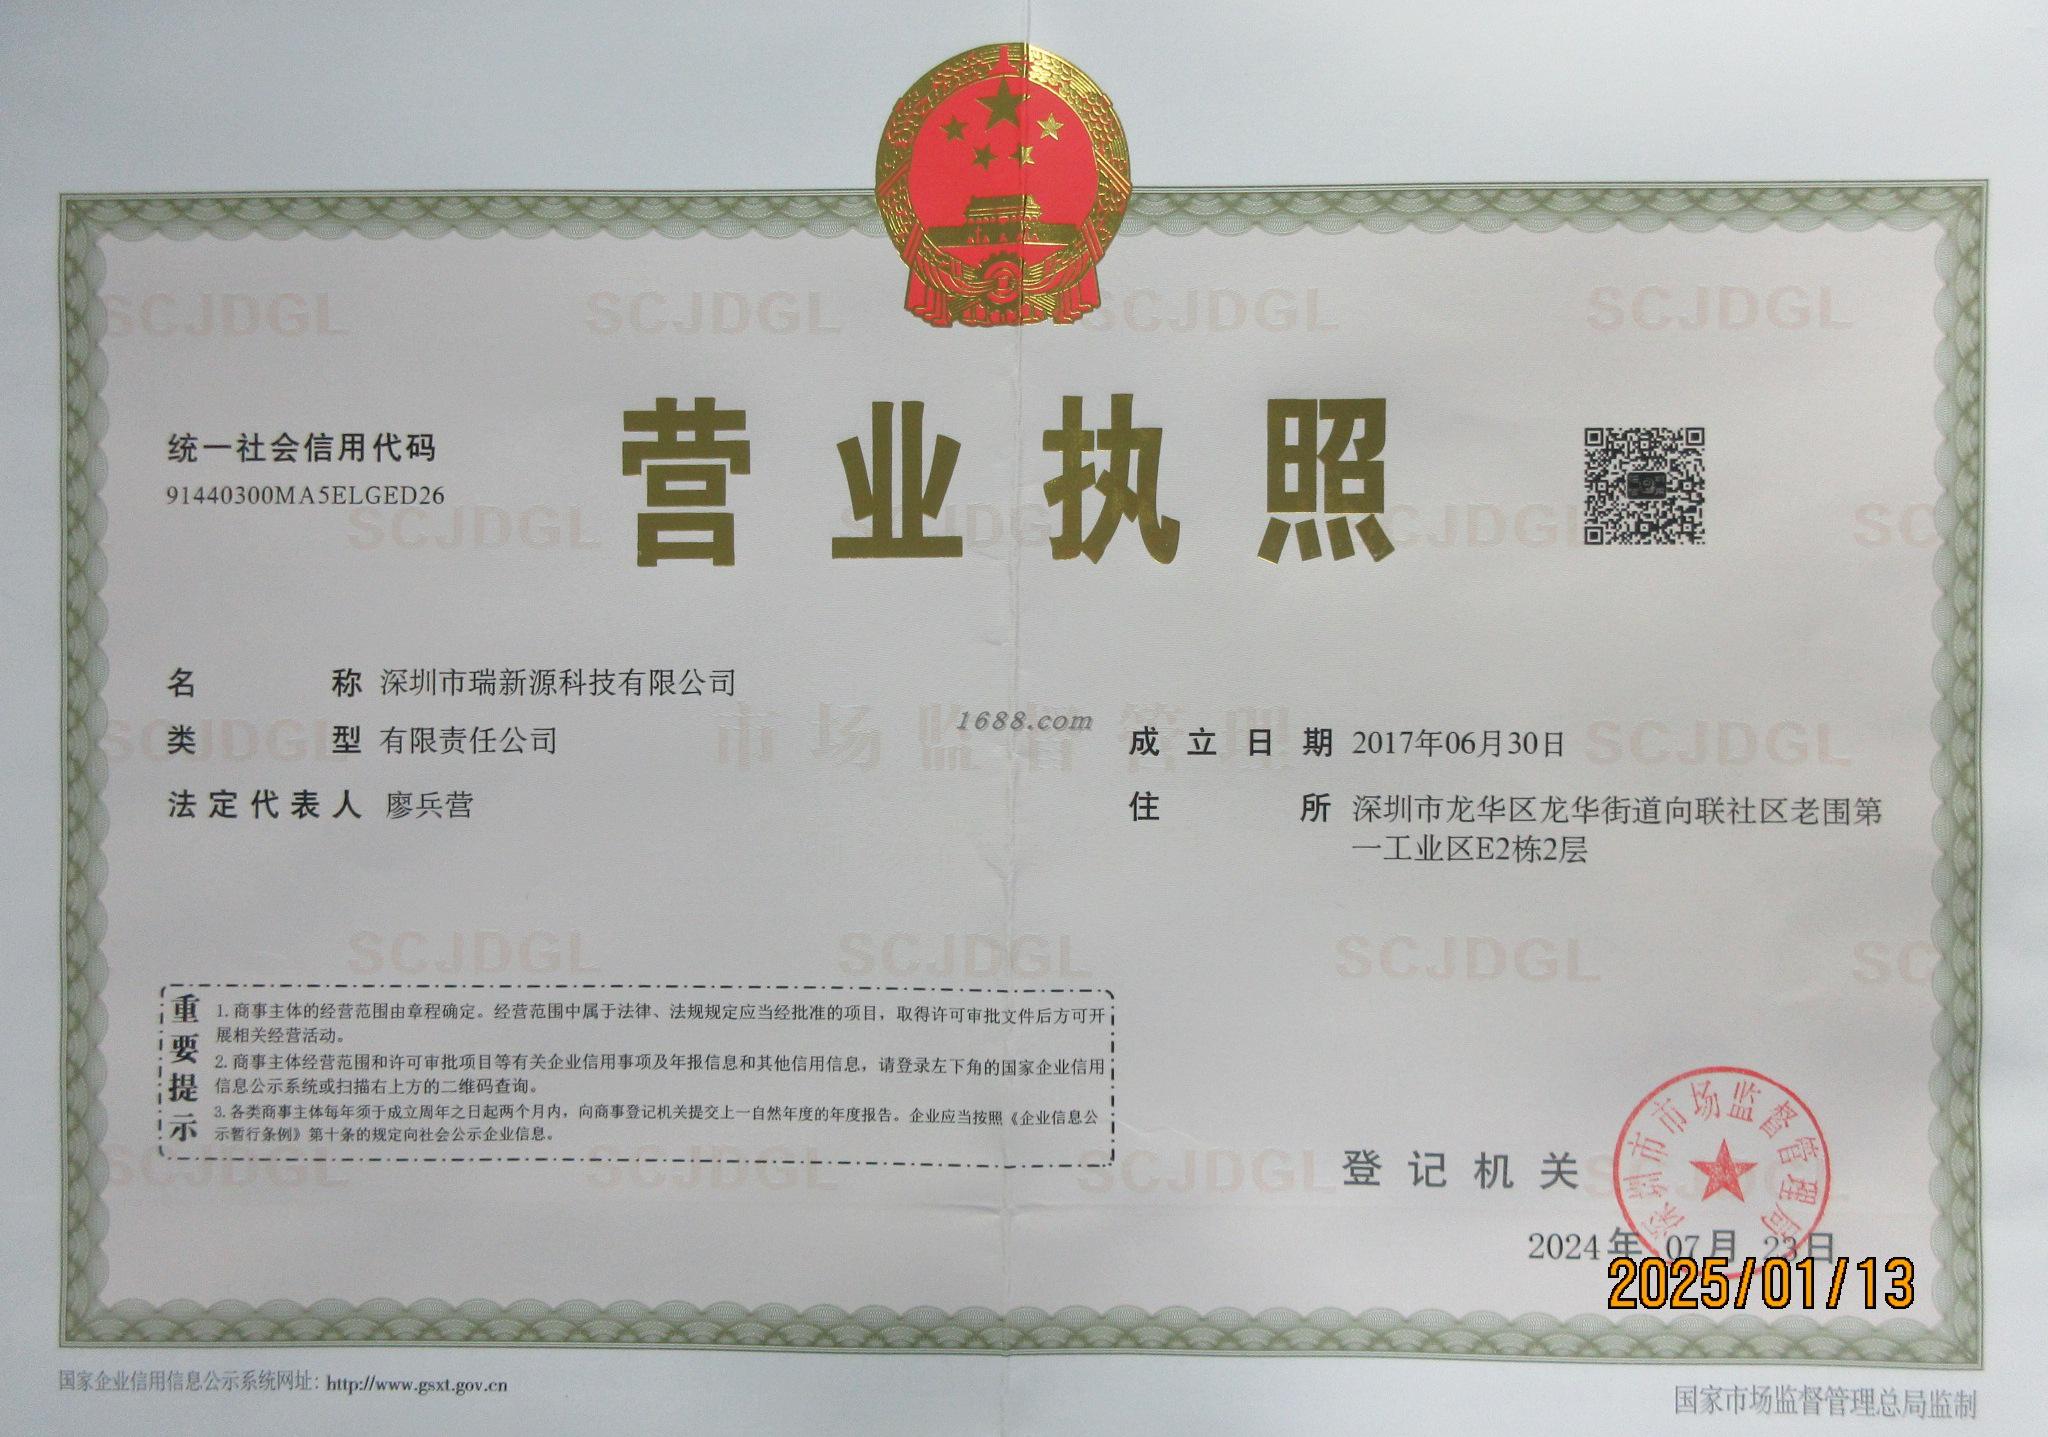 营业执照
统一社会信用代码
91440300MA5ELGED26
名称 深圳市瑞新源科技有限公司
类型 有限责任公司
法定代表人 廖兵营
成立日期 2017年06月30日
住所 深圳市龙华区龙华街道向联社区老围第
一工业区E2栋2层
市场监督管理
1688.com
SCJDGL
重要提示
1. 商事主体的经营范围由章程确定。经营范围中属于法律、法规规定应当经批准的项目，取得许可审批文件后方可开
展相关经营活动。
2. 商事主体经营范围和许可审批项目等有关企业信用事项及年报信息和其他信用信息，请登录左下角的国家企业信用
信息公示系统或扫描右上方的二维码查询。
3. 各类商事主体每年须于成立周年之日起两个月内，向商事登记机关提交上一自然年度的年度报告。企业应当按照《企业信息公
示暂行条例》第十条的规定向社会公示企业信息。
登记机关
深圳市市场监督管理局
2024年07月23日
2025/01/13
国家企业信用信息公示系统网址：http://www.gsxt.gov.cn
国家市场监督管理总局监制